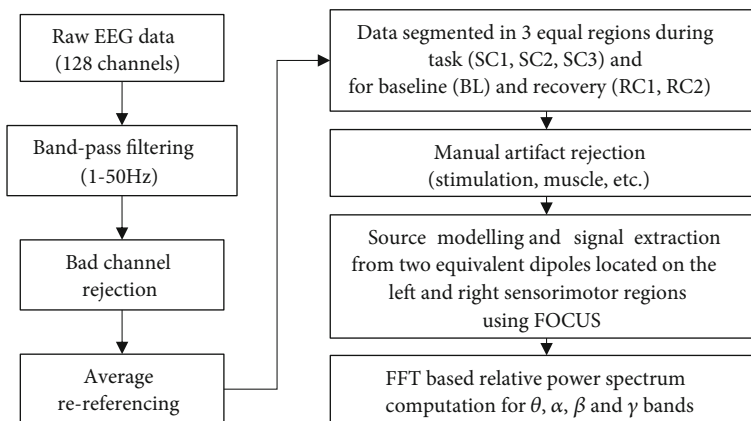 Raw EEG data
(128 channels)
Band-pass filtering
(1-50Hz)
Bad channel
rejection
Average
re-referencing
Data segmented in 3 equal regions during
task (SC1, SC2, SC3) and
for baseline (BL) and recovery (RC1, RC2)
Manual artifact rejection
(stimulation, muscle, etc.)
Source modelling and signal extraction
from two equivalent dipoles located on the
left and right sensorimotor regions
using FOCUS
FFT based relative power spectrum
computation for θ, α, β and γ bands